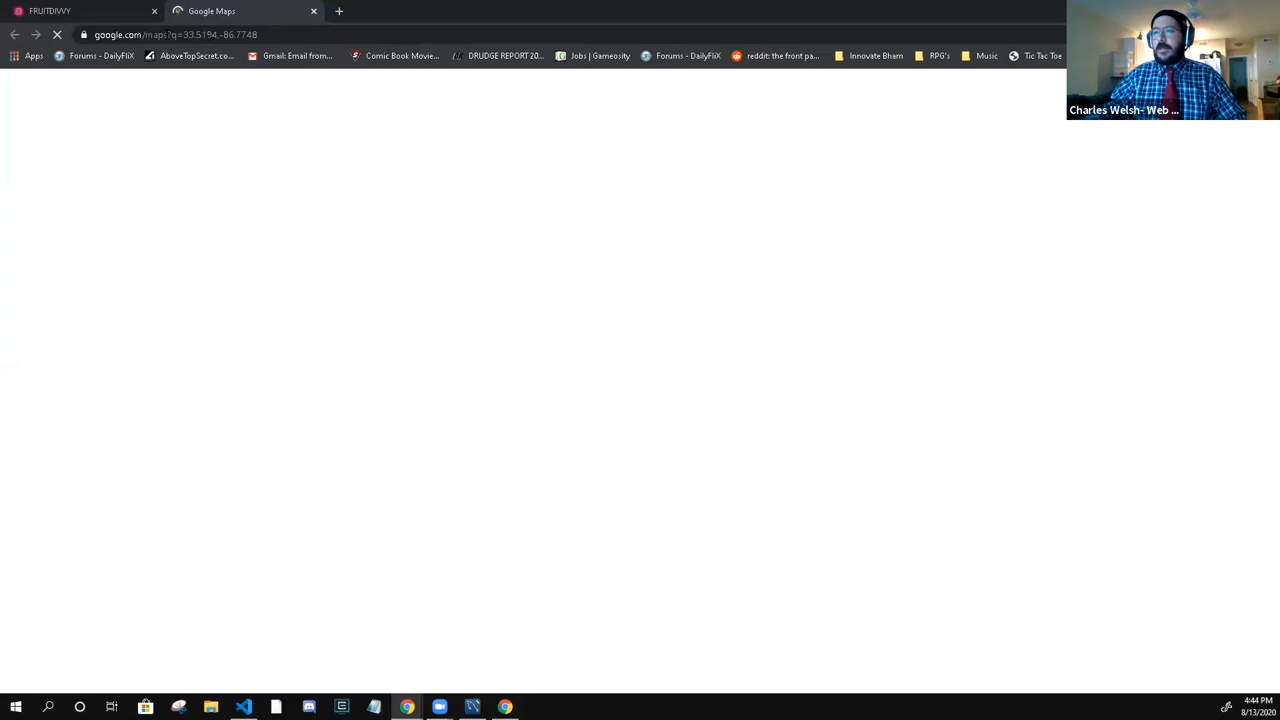 FRUITDIVVY
Google Maps
google.com/maps?q=33.5194,-86.7748
Apps
Forums - DailyFliX
AboveTopSecret.co...
Gmail: Email from...
Comic Book Movie...
DRUDGE REPORT 20...
Jobs | Gameosity
Forums - DailyFliX
reddit: the front pa...
Innovate Bham
RPG's
Music
Tic Tac Toe
Charles Welsh- Web ...
4:44 PM
8/13/2020